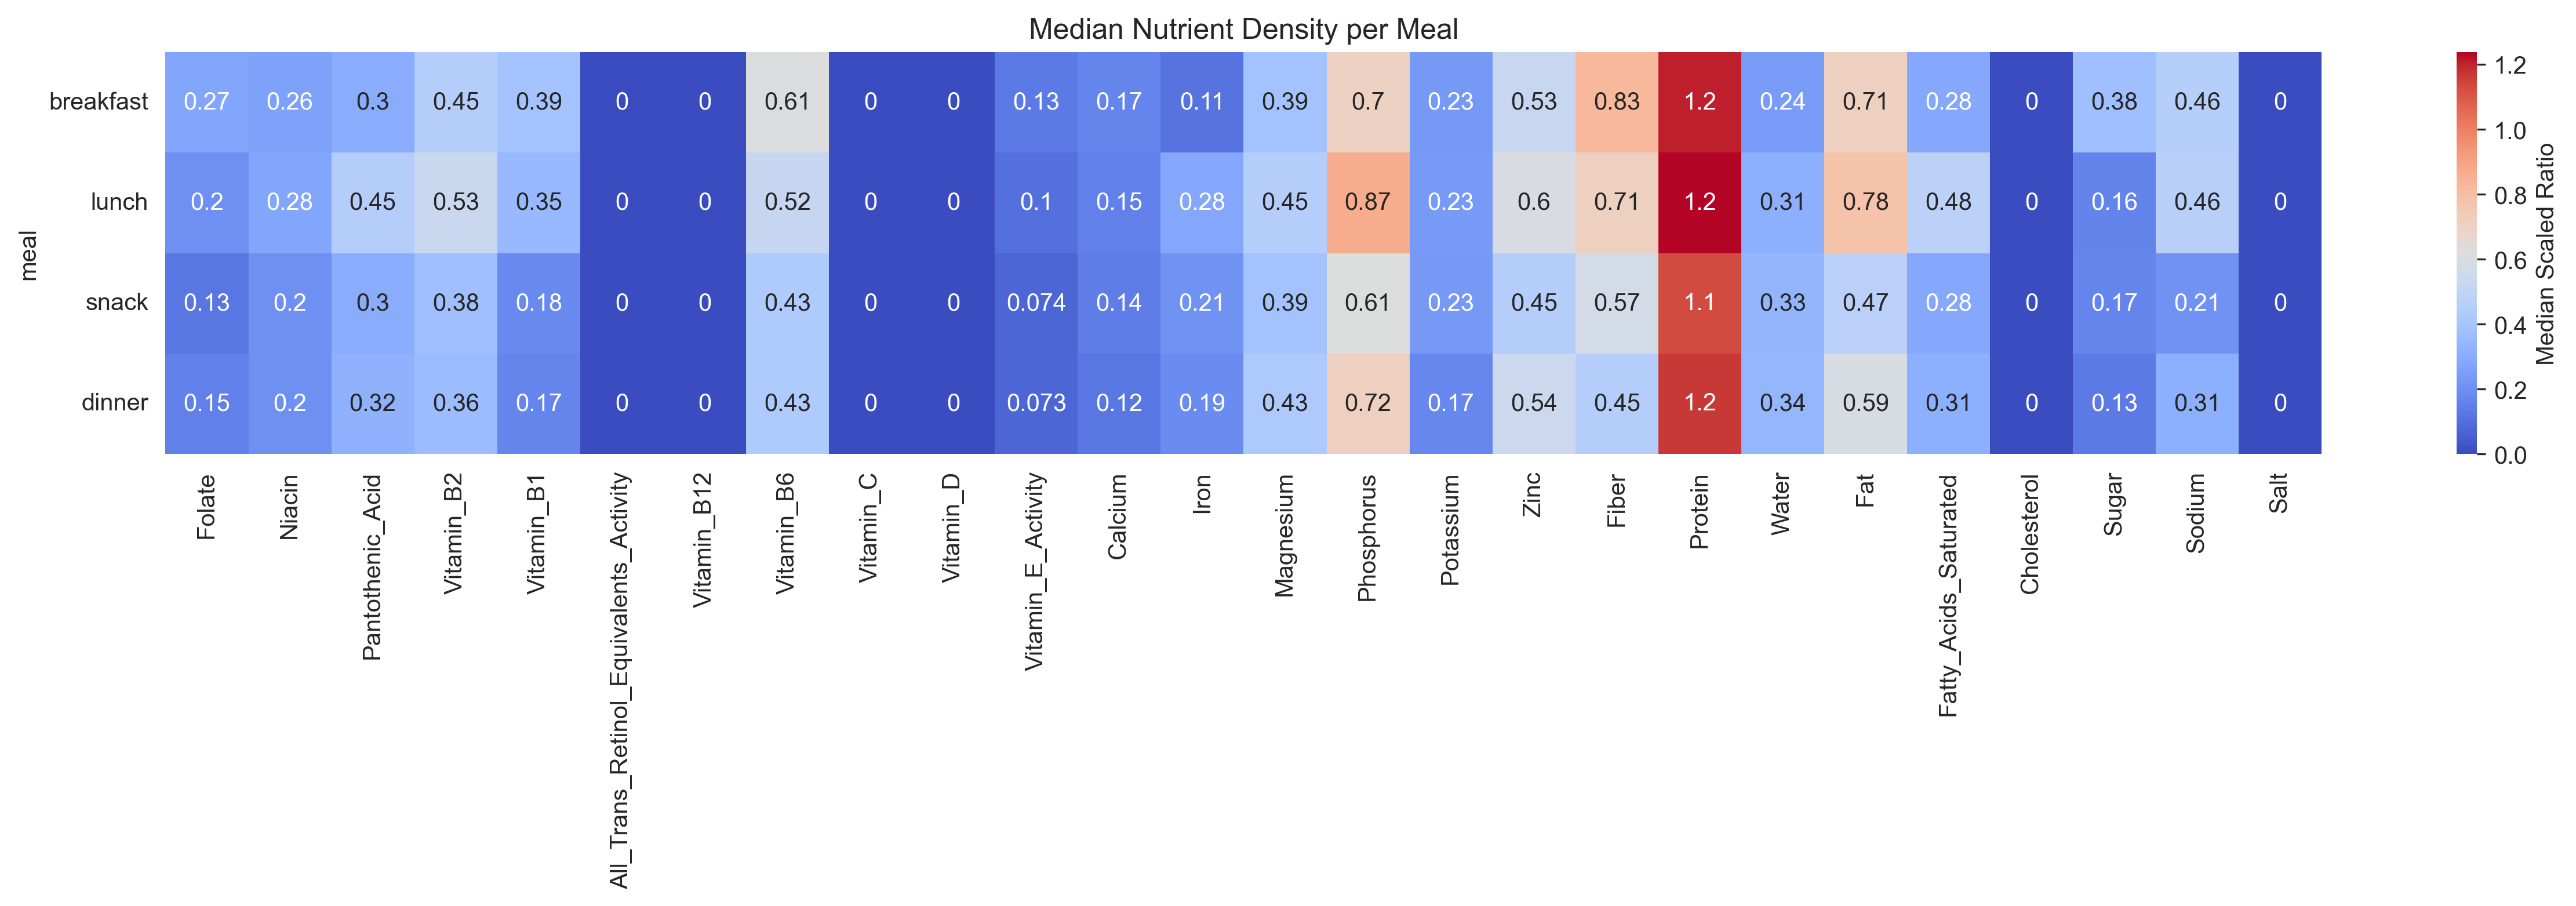 Median Nutrient Density per Meal
meal
breakfast 0.27 0.26 0.3 0.45 0.39 0 0 0.61 0 0 0.13 0.17 0.11 0.39 0.7 0.23 0.53 0.83 1.2 0.24 0.71 0.28 0 0.38 0.46 0
lunch 0.2 0.28 0.45 0.53 0.35 0 0 0.52 0 0 0.1 0.15 0.28 0.45 0.87 0.23 0.6 0.71 1.2 0.31 0.78 0.48 0 0.16 0.46 0
snack 0.13 0.2 0.3 0.38 0.18 0 0 0.43 0 0 0.074 0.14 0.21 0.39 0.61 0.23 0.45 0.57 1.1 0.33 0.47 0.28 0 0.17 0.21 0
dinner 0.15 0.2 0.32 0.36 0.17 0 0 0.43 0 0 0.073 0.12 0.19 0.43 0.72 0.17 0.54 0.45 1.2 0.34 0.59 0.31 0 0.13 0.31 0
Folate
Niacin
Pantothenic_Acid
Vitamin_B2
Vitamin_B1
All_Trans_Retinol_Equivalents_Activity
Vitamin_B12
Vitamin_B6
Vitamin_C
Vitamin_D
Vitamin_E_Activity
Calcium
Iron
Magnesium
Phosphorus
Potassium
Zinc
Fiber
Protein
Water
Fat
Fatty_Acids_Saturated
Cholesterol
Sugar
Sodium
Salt
1.2
1.0
0.8
0.6
0.4
0.2
0.0
Median Scaled Ratio